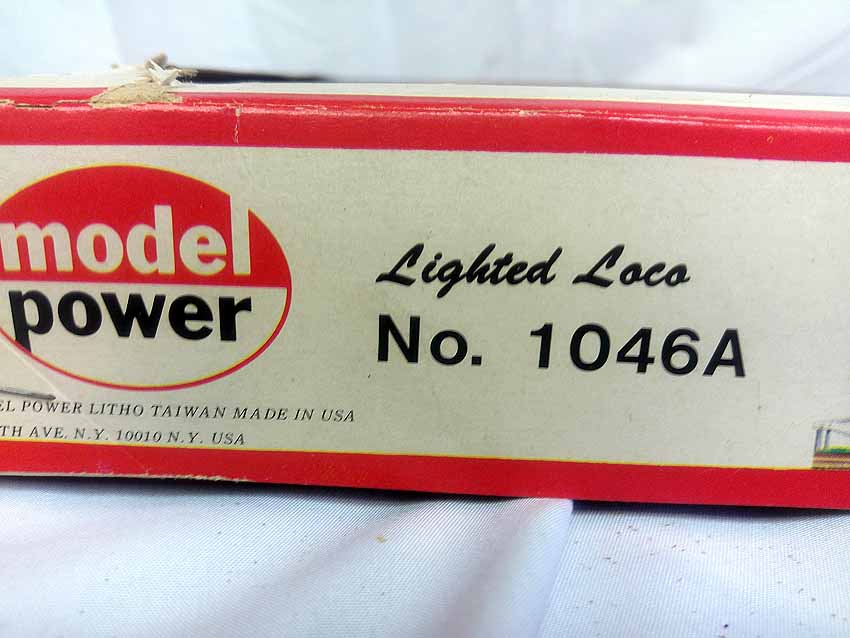 model
power
Lighted Loco
No. 1046A
EL POWER LITHO TAIWAN MADE IN USA
TH AVE. N.Y. 10010 N.Y. USA